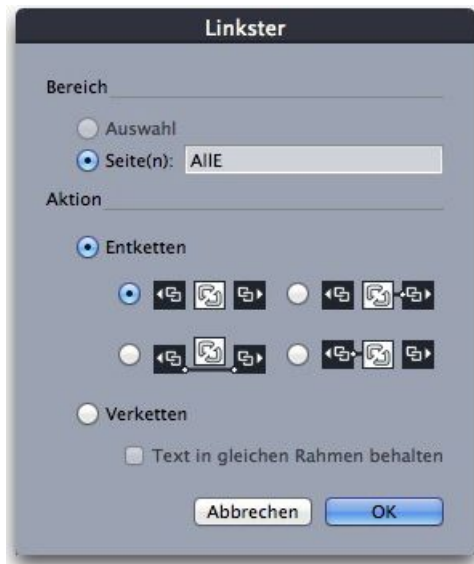 Linkster
Bereich
Auswahl
Seite(n): AllE
Aktion
Entketten
Verketten
Text in gleichen Rahmen behalten
Abbrechen OK